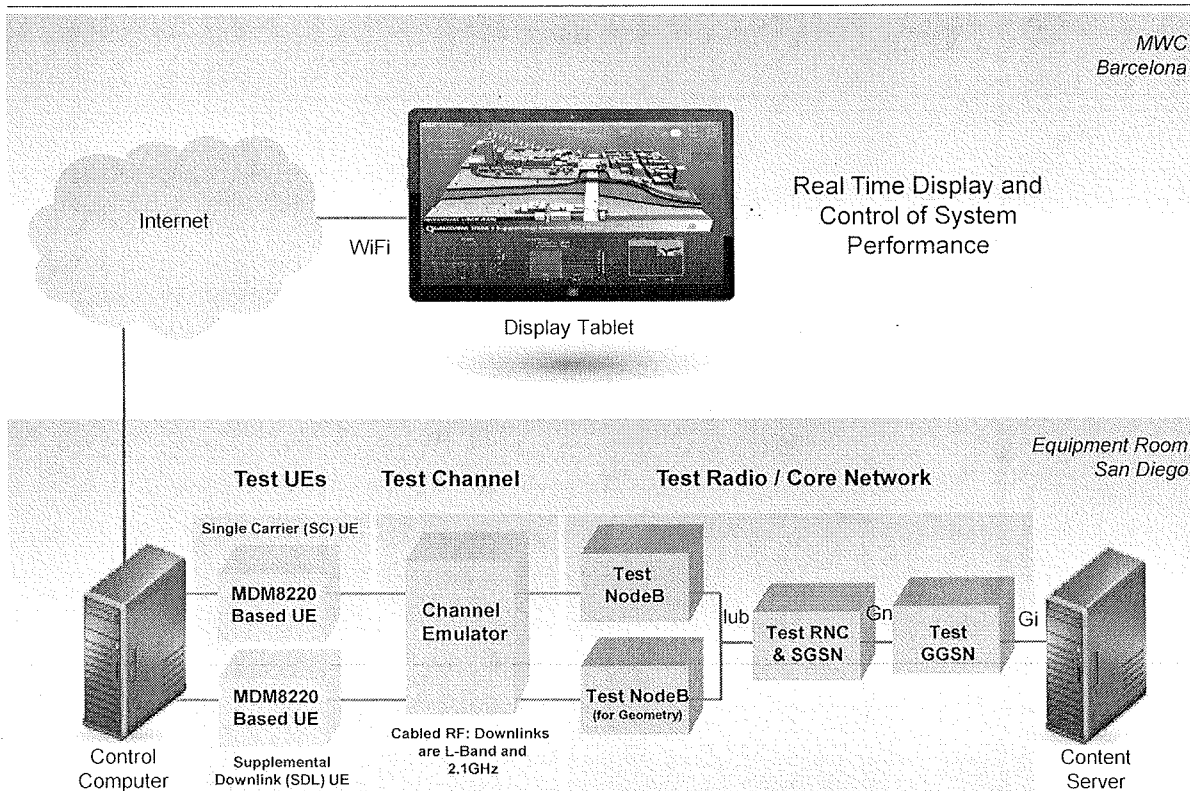 MWC
Barcelona
Internet
WiFi
Real Time Display and
Control of System
Performance
Display Tablet
Equipment Room
San Diego
Test UEs
Test Channel
Test Radio / Core Network
Single Carrier (SC) UE
MDM8220
Based UE
Channel
Emulator
Test
NodeB
Iub
Test RNC
& SGSN
Gn
Test
GGSN
Gi
MDM8220
Based UE
Test NodeB
(for Geometry)
Control
Computer
Supplemental
Downlink (SDL) UE
Cabled RF: Downlinks
are L-Band and
2.1GHz
Content
Server